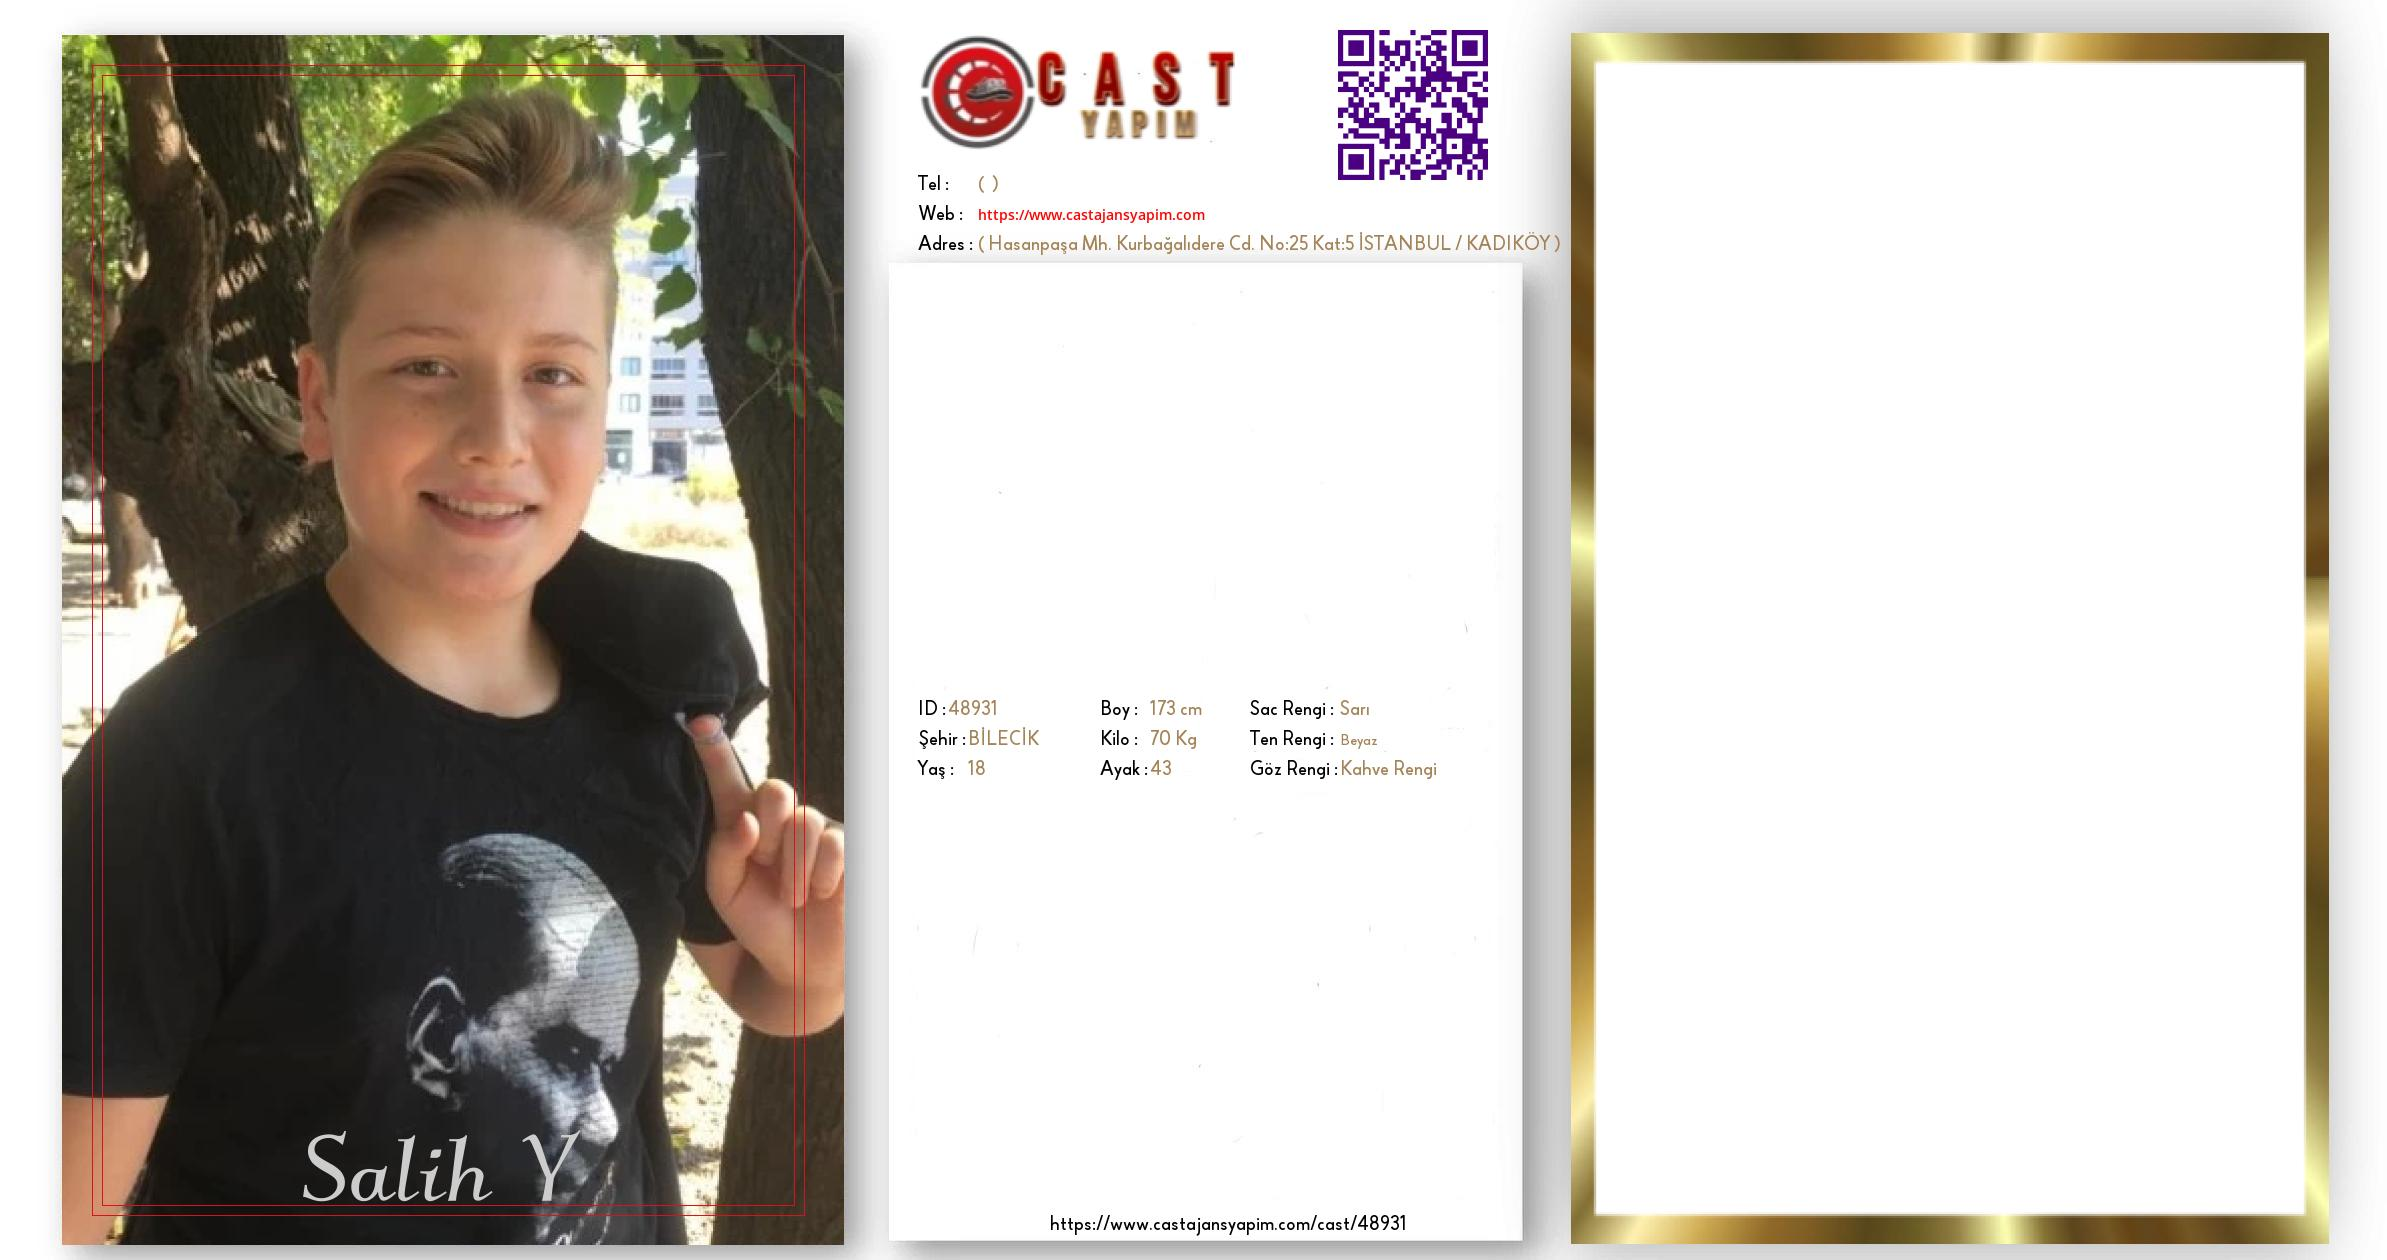 Salih Y
CAST
YAPIM
Tel : ( )
Web : https://www.castajansyapim.com
Adres : ( Hasanpaşa Mh. Kurbağalıdere Cd. No:25 Kat:5 İSTANBUL / KADIKÖY )
ID : 48931 Boy : 173 cm Sac Rengi : Sarı
Şehir : BİLECİK Kilo : 70 Kg Ten Rengi : Beyaz
Yaş : 18 Ayak : 43 Göz Rengi : Kahve Rengi
https://www.castajansyapim.com/cast/48931